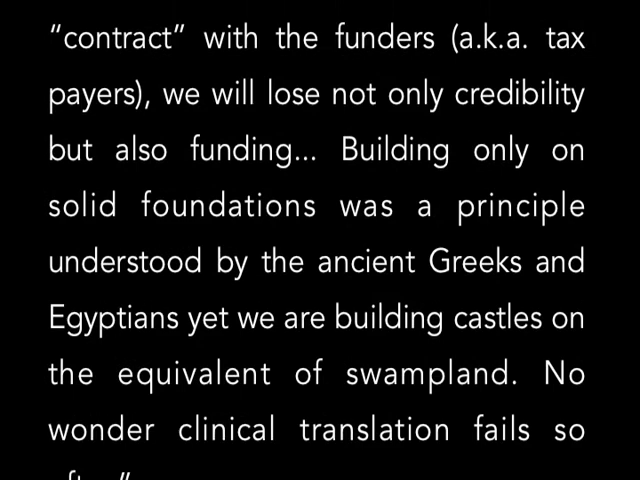 “contract” with the funders (a.k.a. tax
payers), we will lose not only credibility
but also funding... Building only on
solid foundations was a principle
understood by the ancient Greeks and
Egyptians yet we are building castles on
the equivalent of swampland. No
wonder clinical translation fails so